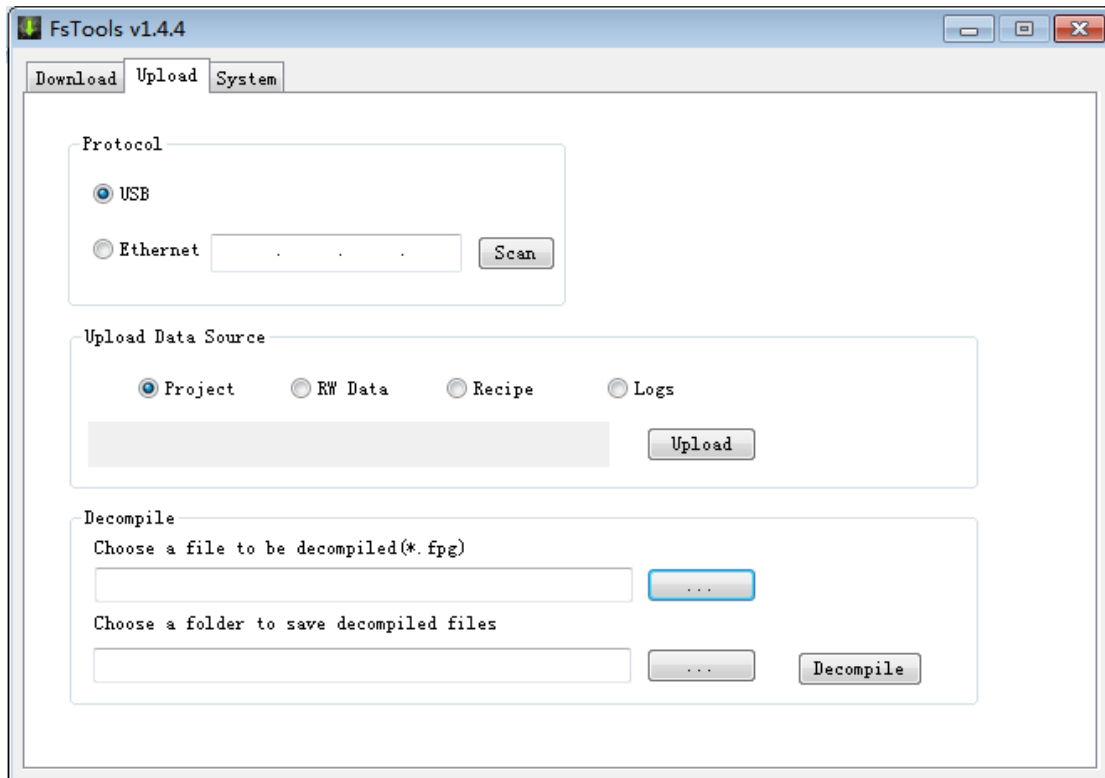 FsTools v1.4.4
Download Upload System
Protocol
USB
Ethernet . . . Scan
Upload Data Source
Project RW Data Recipe Logs
Upload
Decompile
Choose a file to be decompiled(*.fpg)
...
Choose a folder to save decompiled files
... Decompile